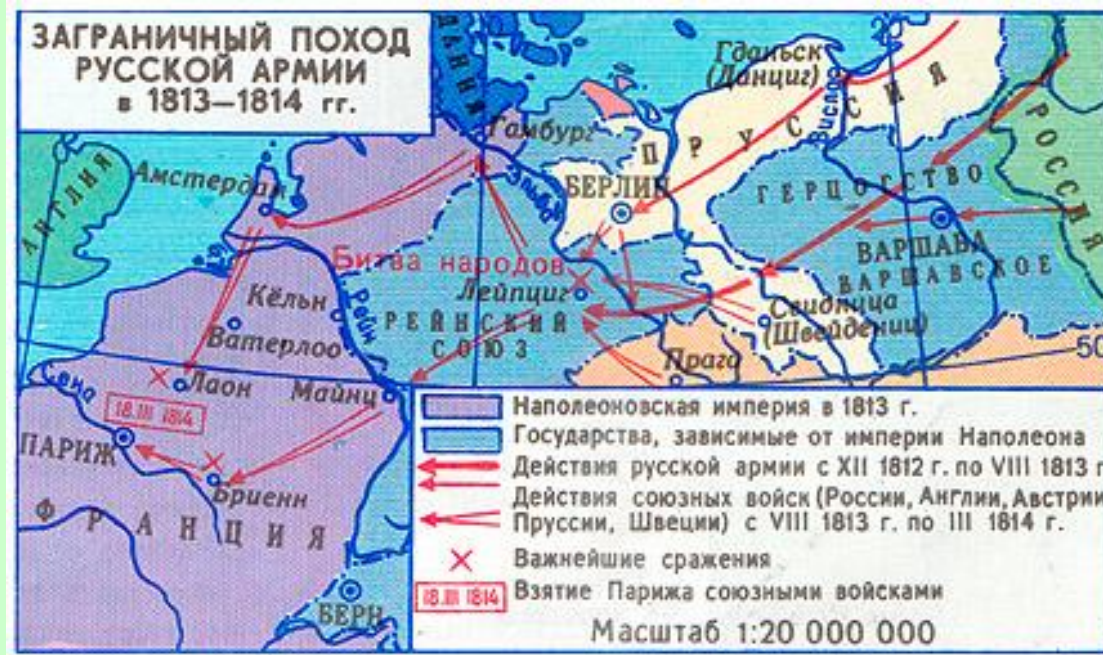 ЗАГРАНИЧНЫЙ ПОХОД
РУССКОЙ АРМИИ
в 1813—1814 гг.
ДАНИЯ
Гданьск
(Данциг)
Висла
ПРУССИЯ
РОССИЯ
Гамбург
Эльба
БЕРЛИН
ГЕРЦОГСТВО
ВАРШАВА
ВАРШАВСКОЕ
АНГЛИЯ
Амстердам
Битва народов
Лейпциг
Кёльн
Рейн
РЕЙНСКИЙ
СОЮЗ
Свидница
(Швейдениц)
Ватерлоо
Прага
50
Сена
Лаон
Майнц
18.III 1814
ПАРИЖ
Бриенн
ФРАНЦИЯ
БЕРН
Наполеоновская империя в 1813 г.
Государства, зависимые от империи Наполеона
Действия русской армии с XII 1812 г. по VIII 1813 г
Действия союзных войск (России, Англии, Австрии
Пруссии, Швеции) с VIII 1813 г. по III 1814 г.
Важнейшие сражения
18.III 1814 Взятие Парижа союзными войсками
Масштаб 1:20 000 000